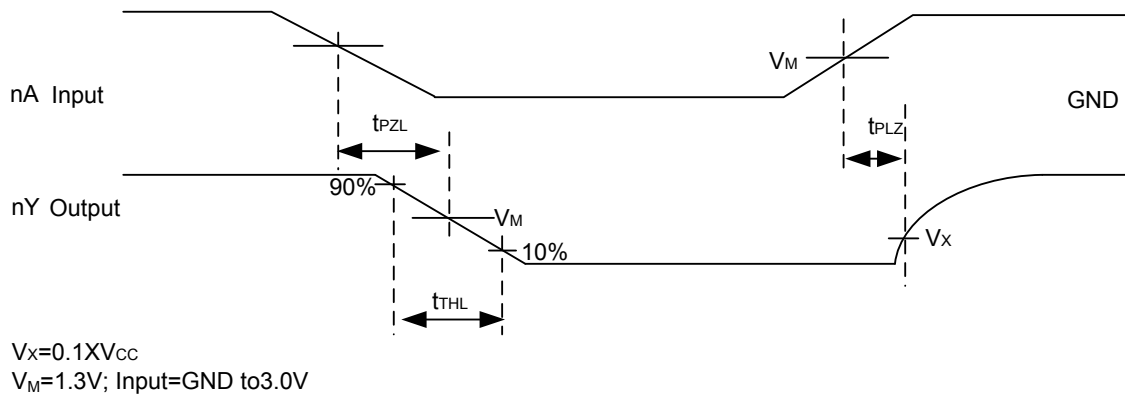 VM
nA Input
GND
tPZL
tPLZ
90%
nY Output
VM
VX
10%
tTHL
VX=0.1XVCC
VM=1.3V; Input=GND to3.0V